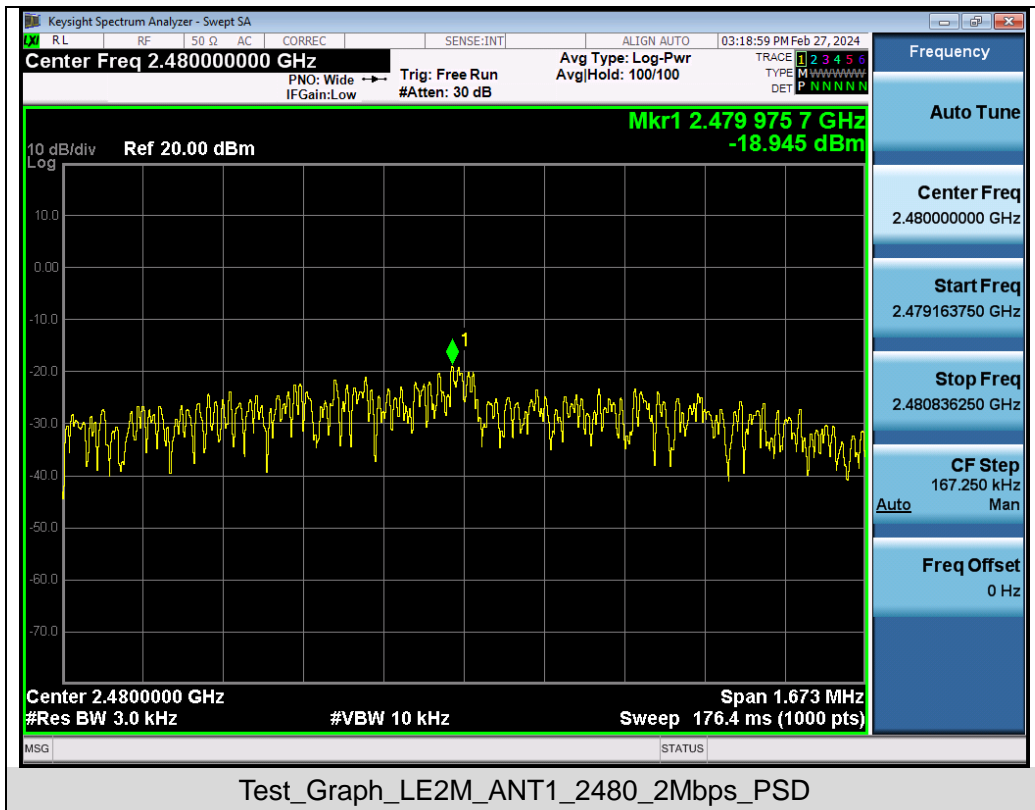 Keysight Spectrum Analyzer - Swept SA
LXI RL RF 50 Ω AC CORREC SENSE:INT ALIGN AUTO 03:18:59 PM Feb 27, 2024
Center Freq 2.480000000 GHz
PNO: Wide
IFGain:Low
Trig: Free Run
#Atten: 30 dB
Avg Type: Log-Pwr
Avg|Hold: 100/100
TRACE 1 2 3 4 5 6
TYPE M WWWWW
DET P N N N N N
Mkr1 2.479 975 7 GHz
-18.945 dBm
10 dB/div Ref 20.00 dBm
Log
10.0
0.00
-10.0
1
-20.0
-30.0
-40.0
-50.0
-60.0
-70.0
Center 2.4800000 GHz Span 1.673 MHz
#Res BW 3.0 kHz #VBW 10 kHz Sweep 176.4 ms (1000 pts)
MSG STATUS
Frequency
Auto Tune
Center Freq
2.480000000 GHz
Start Freq
2.479163750 GHz
Stop Freq
2.480836250 GHz
CF Step
167.250 kHz
Auto Man
Freq Offset
0 Hz
Test_Graph_LE2M_ANT1_2480_2Mbps_PSD